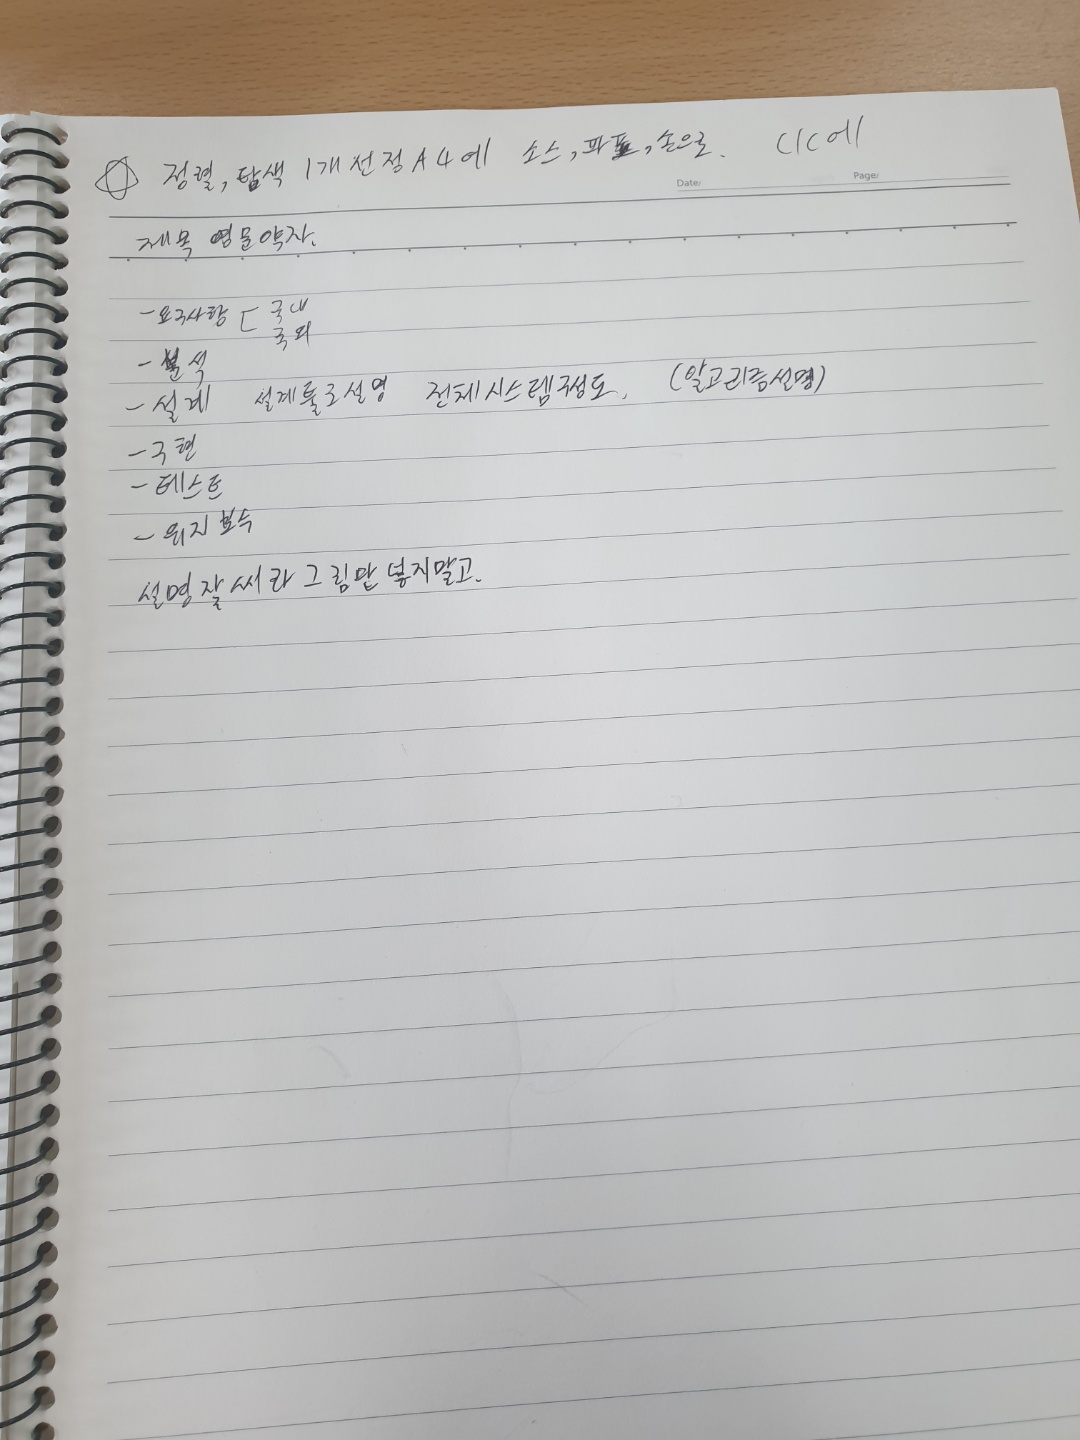 정렬, 탐색 1개 선정 A4에 소스, 파표, 손으로. CIC에
Date:
Page:
제목 영문약자.
- 요구사항 [ 국내
국외
- 분석
- 설계 설계툴로 설명 전체시스템구성도. (알고리즘설명)
- 구현
- 테스트
- 유지보수
설명 잘 써라 그림만 넣지말고.